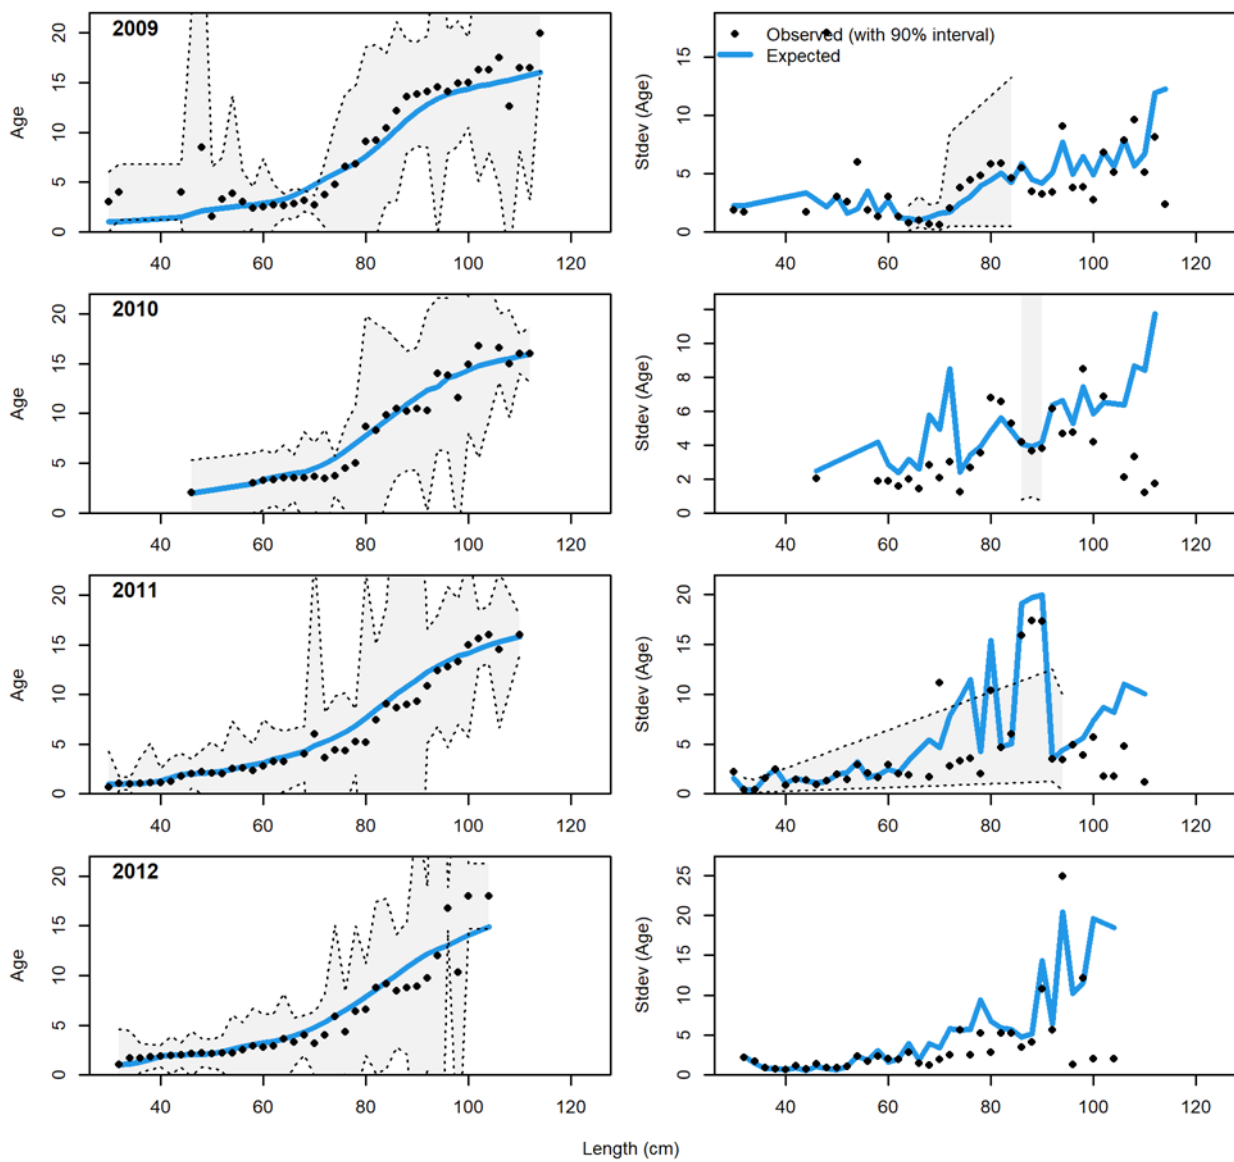 2009
Age
0 5 10 15 20
40 60 80 100 120
Observed (with 90% interval)
Expected
Stdev (Age)
0 5 10 15
40 60 80 100 120
2010
Age
0 5 10 15 20
40 60 80 100 120
Stdev (Age)
0 2 4 6 8 10
40 60 80 100 120
2011
Age
0 5 10 15 20
40 60 80 100 120
Stdev (Age)
0 5 10 15 20
40 60 80 100 120
2012
Age
0 5 10 15 20
40 60 80 100 120
Stdev (Age)
0 5 10 15 20 25
40 60 80 100 120
Length (cm)